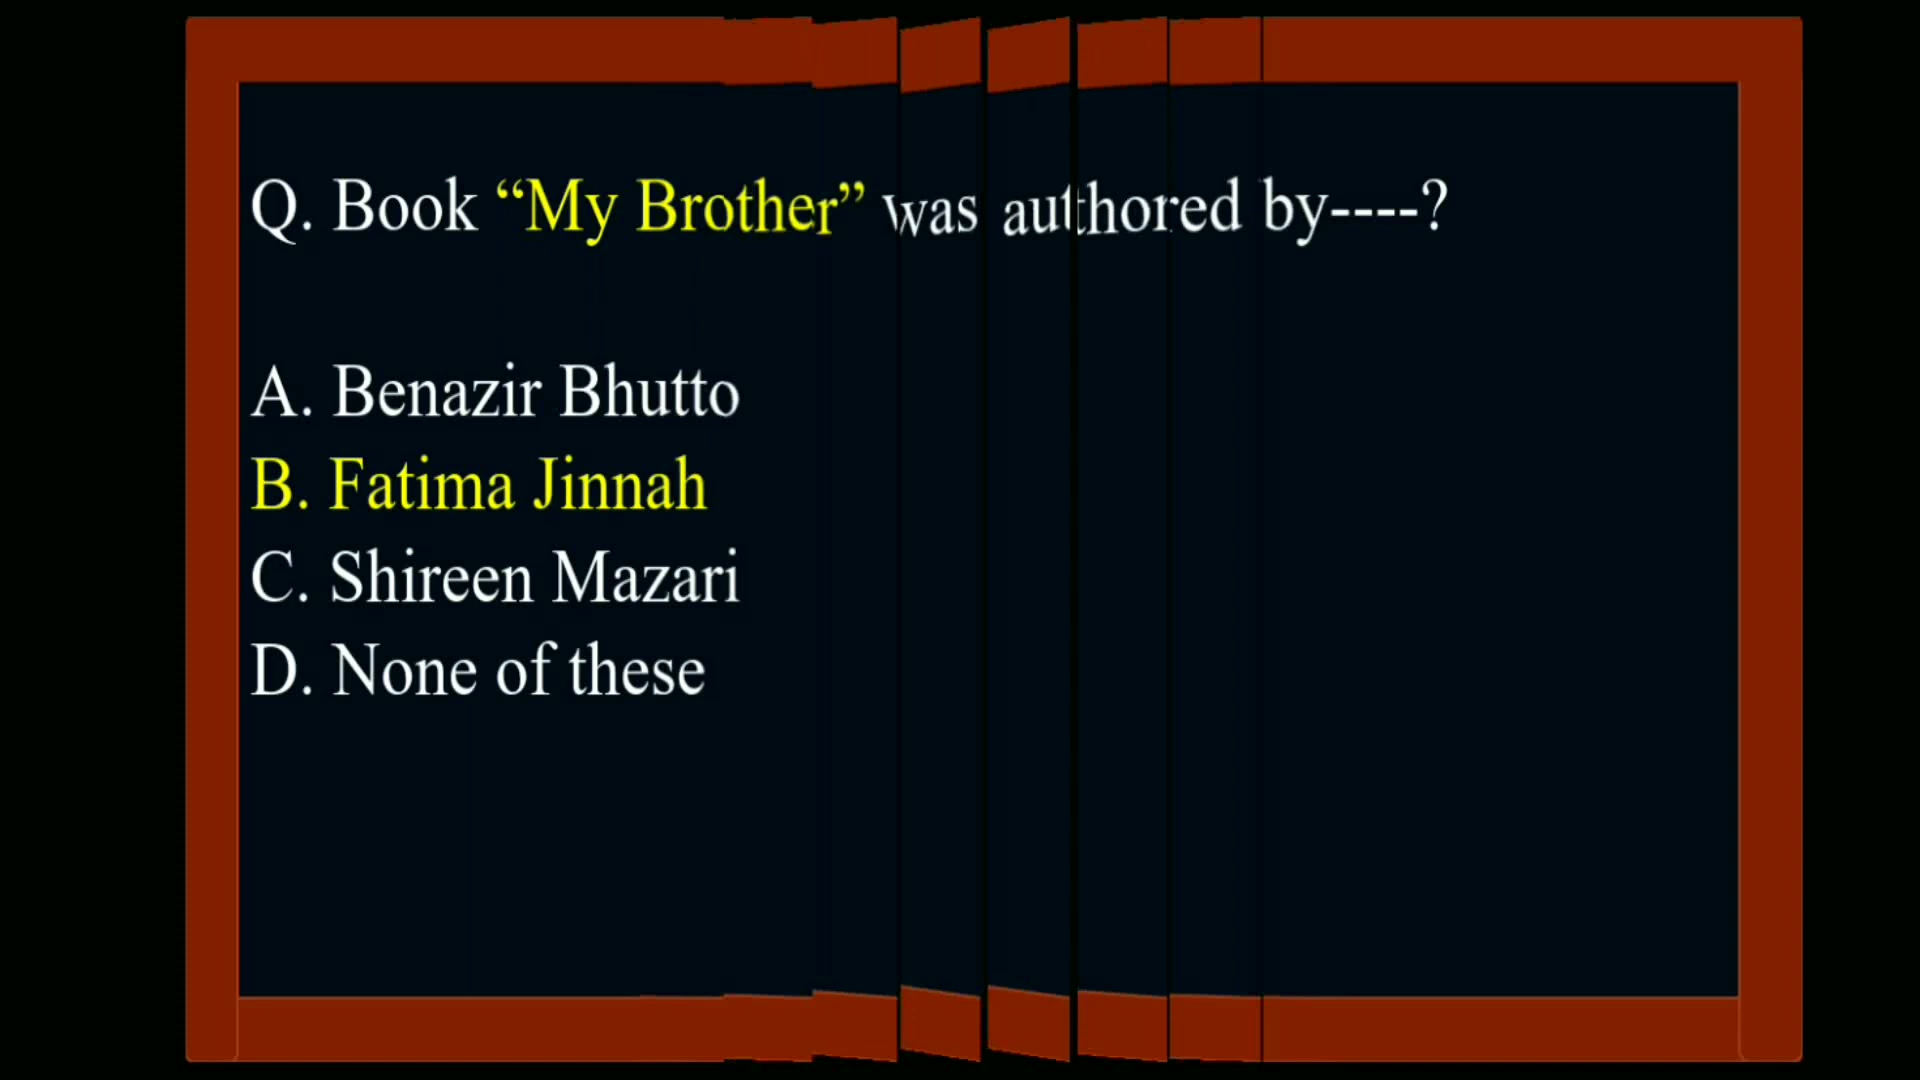 Q. Book “My Brother” was authored by----?
A. Benazir Bhutto
B. Fatima Jinnah
C. Shireen Mazari
D. None of these